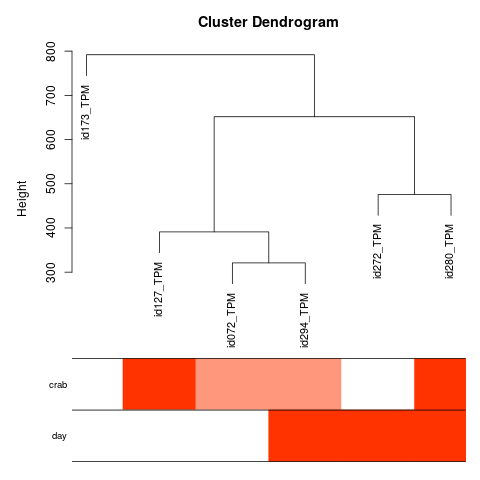 Cluster Dendrogram
Height
800
700
600
500
400
300
id173_TPM
id127_TPM
id072_TPM
id294_TPM
id272_TPM
id280_TPM
crab
day